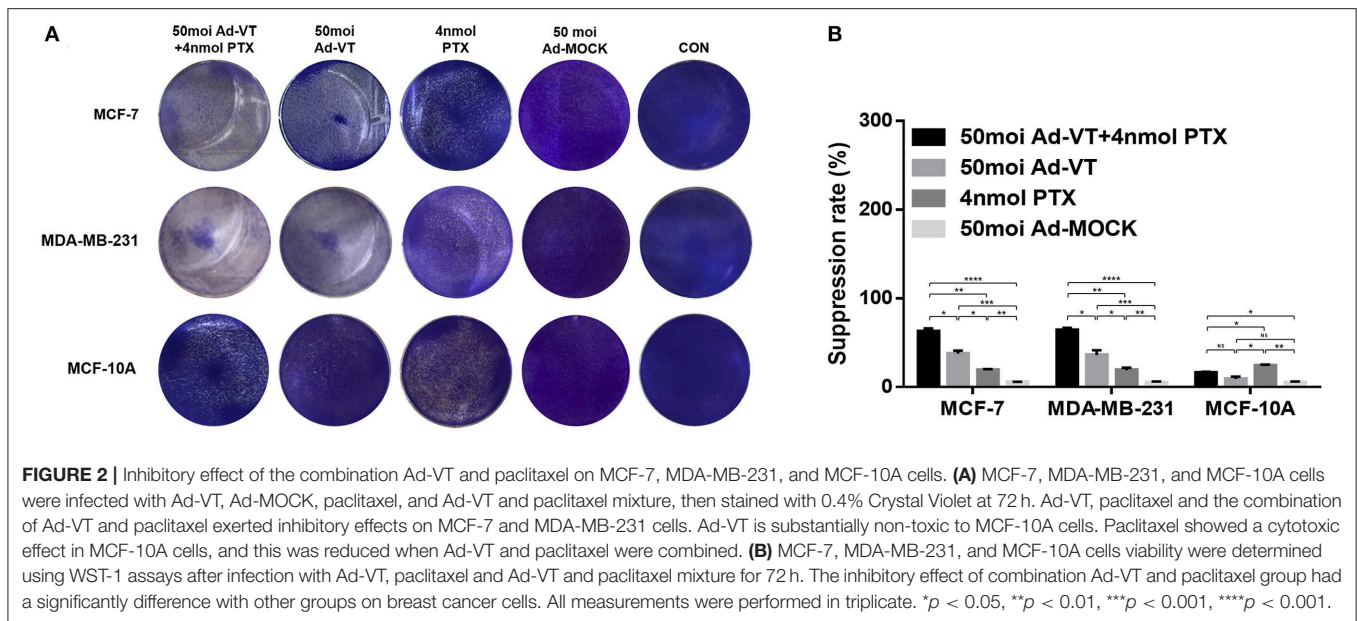 A
50moi Ad-VT
+4nmol PTX
50moi
Ad-VT
4nmol
PTX
50 moi
Ad-MOCK
CON
MCF-7
MDA-MB-231
MCF-10A
B
Suppression rate (%)
300
200
100
0
50moi Ad-VT+4nmol PTX
50moi Ad-VT
4nmol PTX
50moi Ad-MOCK
****
**
***
*
*
**
****
**
***
*
*
**
*
*
NS
NS
*
**
MCF-7
MDA-MB-231
MCF-10A
FIGURE 2 | Inhibitory effect of the combination Ad-VT and paclitaxel on MCF-7, MDA-MB-231, and MCF-10A cells. (A) MCF-7, MDA-MB-231, and MCF-10A cells
were infected with Ad-VT, Ad-MOCK, paclitaxel, and Ad-VT and paclitaxel mixture, then stained with 0.4% Crystal Violet at 72 h. Ad-VT, paclitaxel and the combination
of Ad-VT and paclitaxel exerted inhibitory effects on MCF-7 and MDA-MB-231 cells. Ad-VT is substantially non-toxic to MCF-10A cells. Paclitaxel showed a cytotoxic
effect in MCF-10A cells, and this was reduced when Ad-VT and paclitaxel were combined. (B) MCF-7, MDA-MB-231, and MCF-10A cells viability were determined
using WST-1 assays after infection with Ad-VT, paclitaxel and Ad-VT and paclitaxel mixture for 72 h. The inhibitory effect of combination Ad-VT and paclitaxel group had
a significantly difference with other groups on breast cancer cells. All measurements were performed in triplicate. *p < 0.05, **p < 0.01, ***p < 0.001, ****p < 0.001.